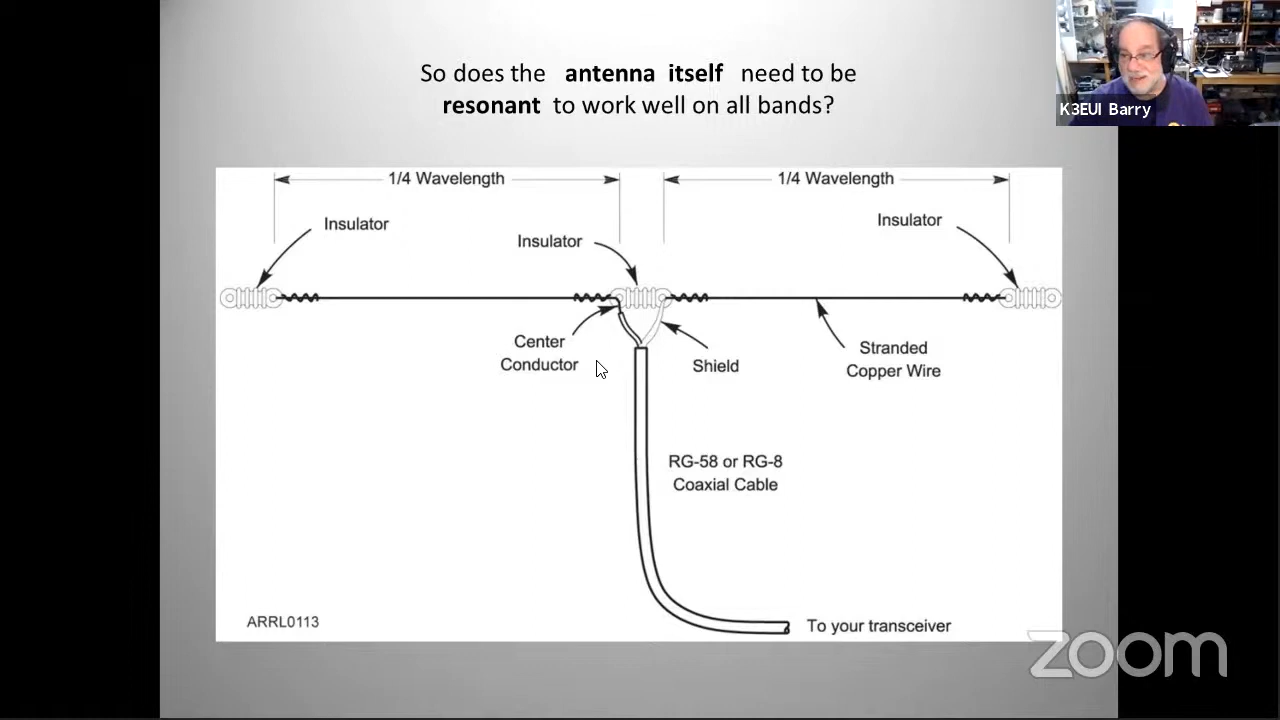 So does the antenna itself need to be
resonant to work well on all bands?
K3EUI Barry
1/4 Wavelength
1/4 Wavelength
Insulator
Insulator
Insulator
Center
Conductor
Shield
Stranded
Copper Wire
RG-58 or RG-8
Coaxial Cable
ARRL0113
To your transceiver
zoom